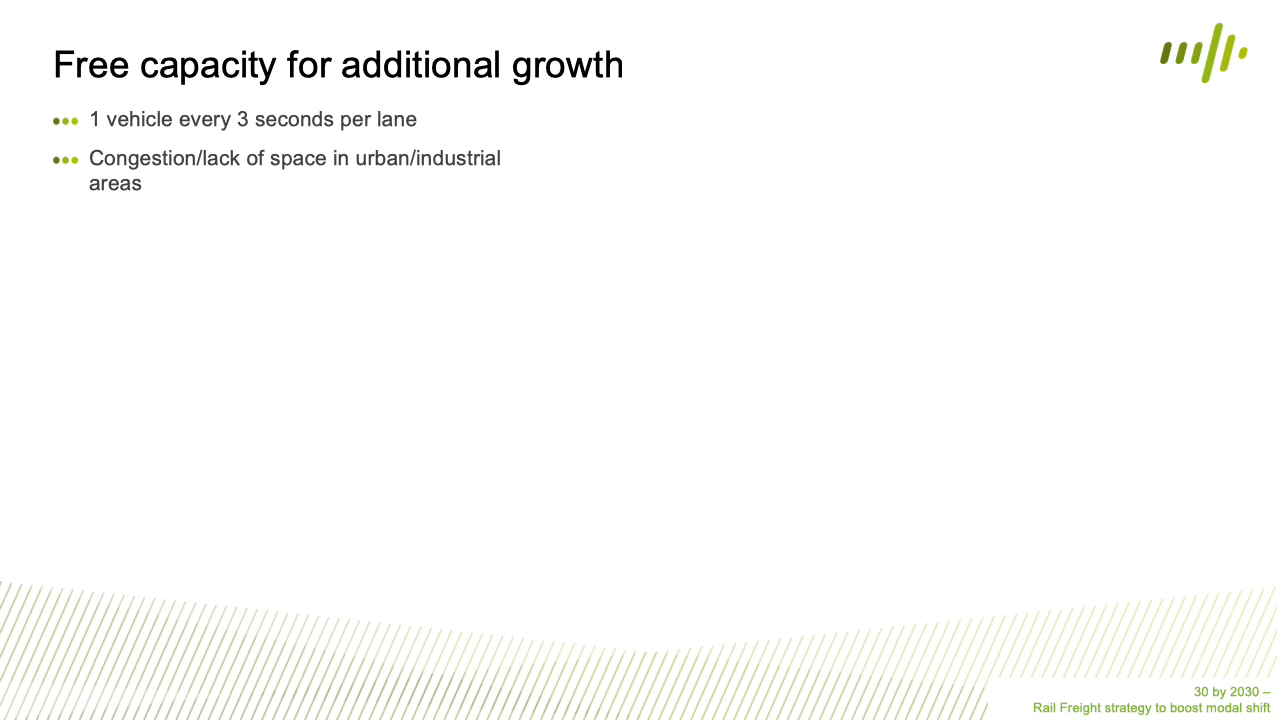 Free capacity for additional growth
1 vehicle every 3 seconds per lane
Congestion/lack of space in urban/industrial
areas
30 by 2030 –
Rail Freight strategy to boost modal shift